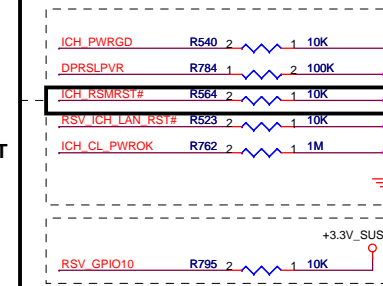 ICH_PWRGD R540 2 1 10K
DPRSLPVR R784 1 2 100K
ICH_RSMRST# R564 2 1 10K
RSV_ICH_LAN_RST# R523 2 1 10K
T
ICH_CL_PWROK R762 2 1 1M
+3.3V_SUS
RSV_GPIO10 R795 2 1 10K